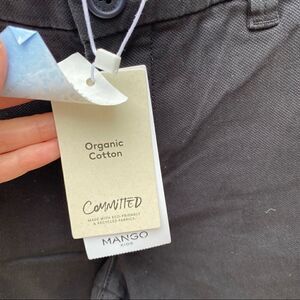 Organic
Cotton
COMMITTED
MADE WITH ECO-FRIENDLY
& RECYCLED FABRICS.
MANGO
KIDS